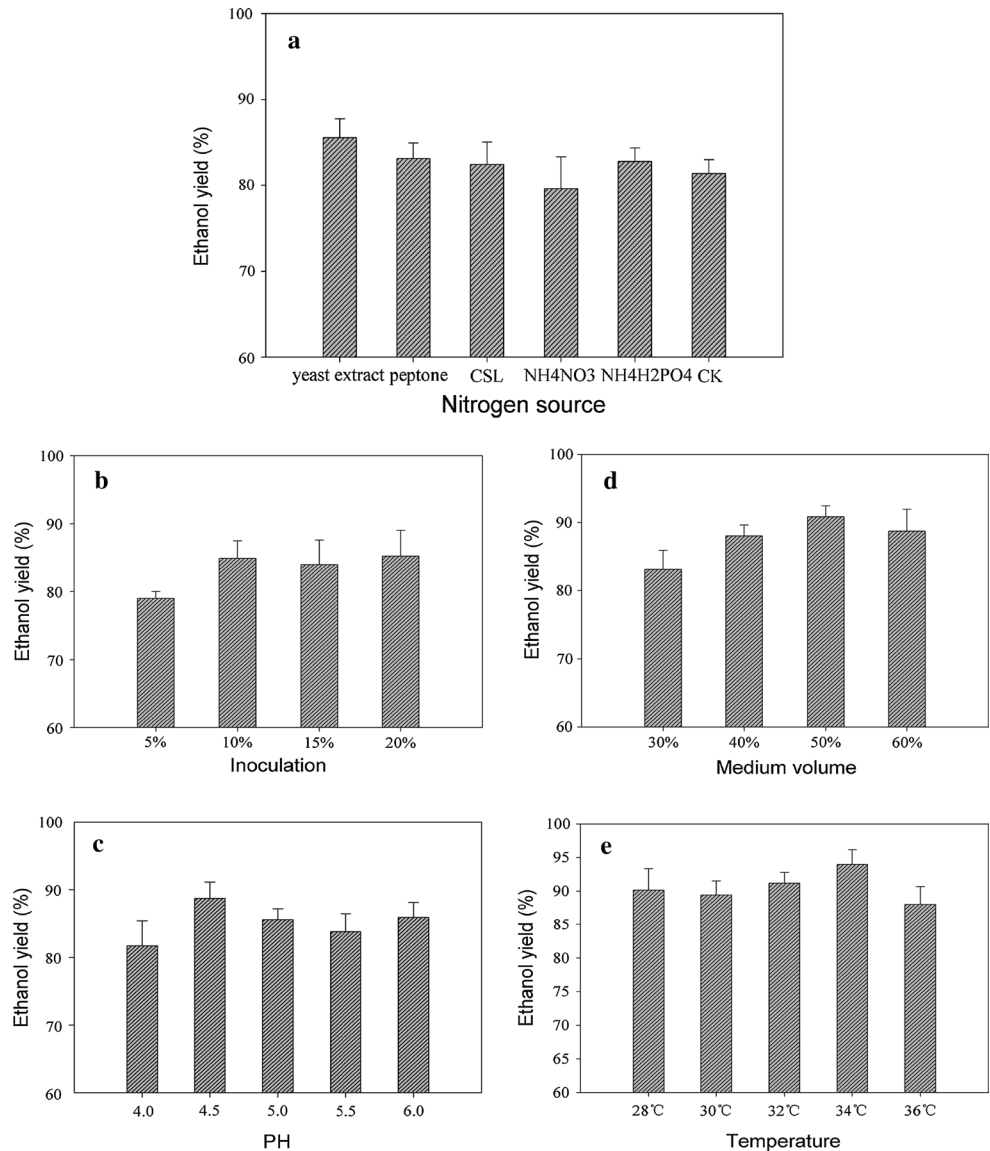 100
a
90
80
70
60
Ethanol yield (%)
yeast extract peptone CSL NH4NO3 NH4H2PO4 CK
Nitrogen source
100
b
90
80
70
60
Ethanol yield (%)
5% 10% 15% 20%
Inoculation
100
d
90
80
70
60
Ethanol yield (%)
30% 40% 50% 60%
Medium volume
100
c
90
80
70
60
Ethanol yield (%)
4.0 4.5 5.0 5.5 6.0
PH
100
e
95
90
85
80
75
70
65
60
Ethanol yield (%)
28℃ 30℃ 32℃ 34℃ 36℃
Temperature